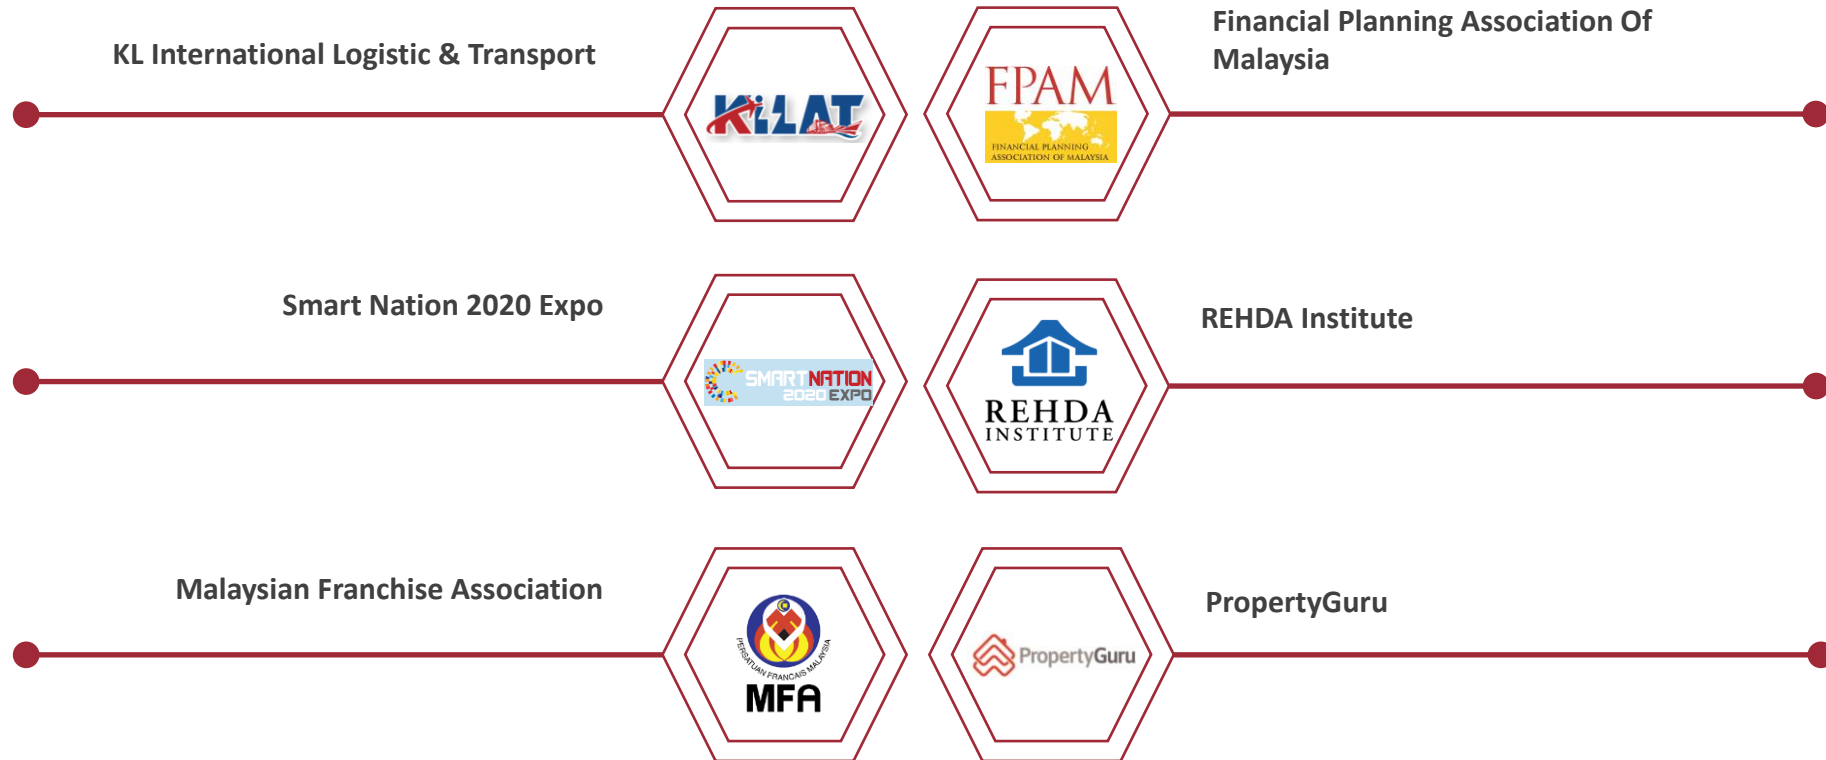 KL International Logistic & Transport
KiLAT
Financial Planning Association Of
Malaysia
FPAM
FINANCIAL PLANNING
ASSOCIATION OF MALAYSIA
Smart Nation 2020 Expo
SMART NATION
2020 EXPO
REHDA Institute
REHDA
INSTITUTE
Malaysian Franchise Association
PERSATUAN FRANCAIS MALAYSIA
MFA
PropertyGuru
PropertyGuru